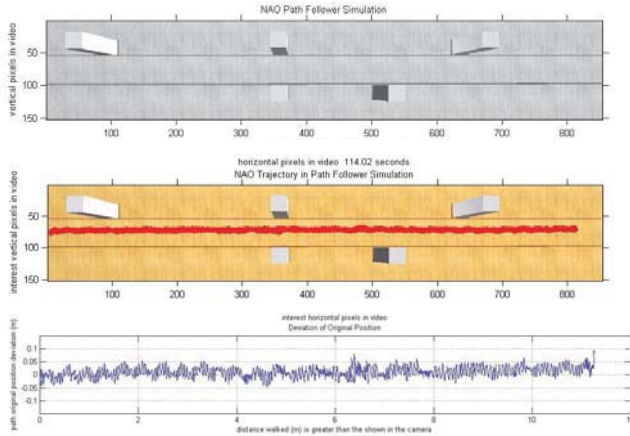 NAO Path Follower Simulation
vertical pixels in video
50
100
150
100 200 300 400 500 600 700 800
horizontal pixels in video 114.02 seconds
NAO Trajectory in Path Follower Simulation
interest vertical pixels in video
50
100
150
100 200 300 400 500 600 700 800
interest horizontal pixels in video
Deviation of Original Position
path original position deviation (m)
0.1
0.05
0
-0.05
-0.1
0 2 4 6 8 10
distance walked (m) is greater than the shown in the camera